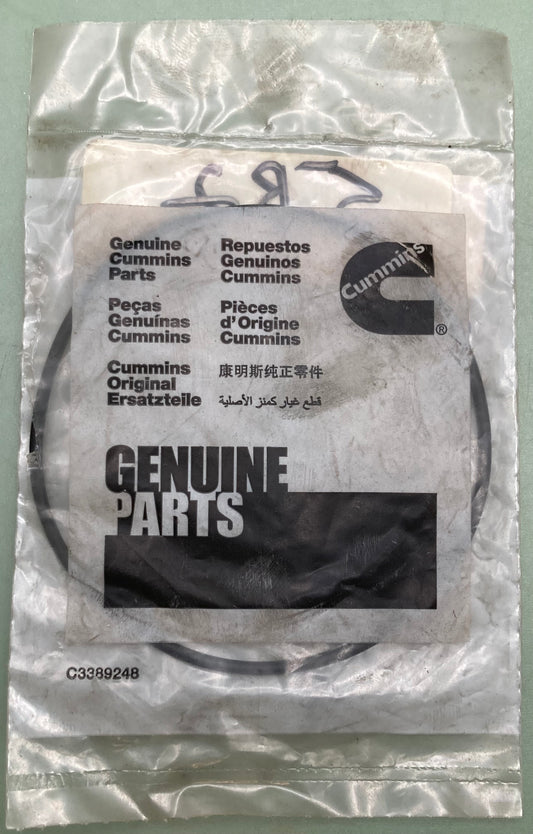 Genuine
Cummins
Parts
Repuestos
Genuinos
Cummins
Cummins
®
Peças
Genuínas
Cummins
Pièces
d'Origine
Cummins
Cummins
Original
Ersatzteile
康明斯纯正零件
قطع غيار كمنز الأصلية
GENUINE
PARTS
C3389248